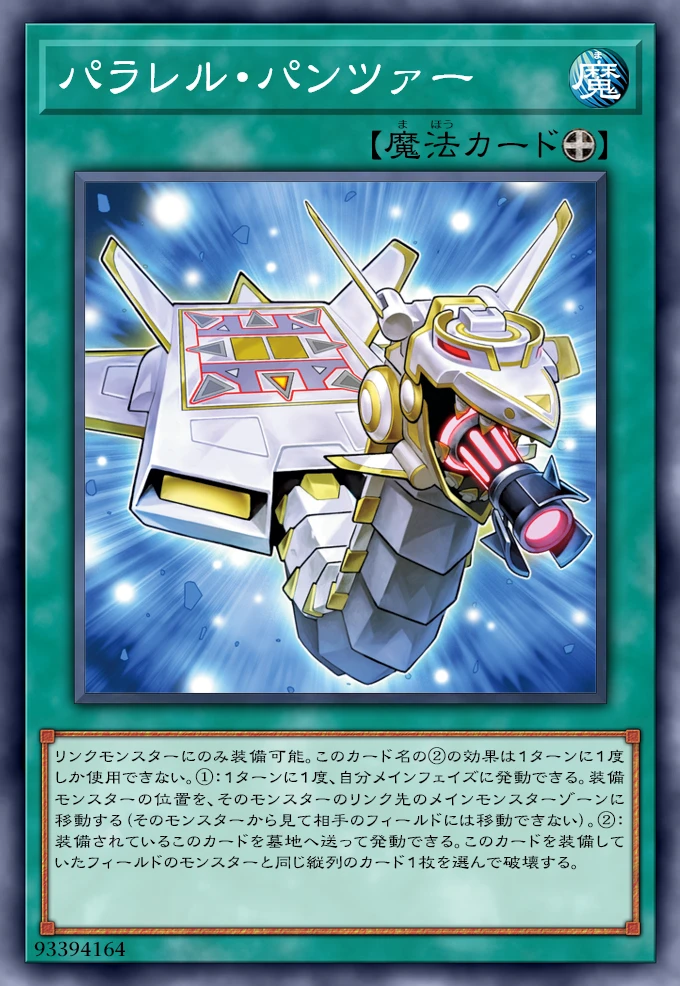 パラレル・パンツァー
魔
【魔法カード】
リンクモンスターにのみ装備可能。このカード名の②の効果は1ターンに1度
しか使用できない。①：1ターンに1度、自分メインフェイズに発動できる。装備
モンスターの位置を、そのモンスターのリンク先のメインモンスターゾーンに
移動する（そのモンスターから見て相手のフィールドには移動できない）。②：
装備されているこのカードを墓地へ送って発動できる。このカードを装備して
いたフィールドのモンスターと同じ縦列のカード1枚を選んで破壊する。
93394164